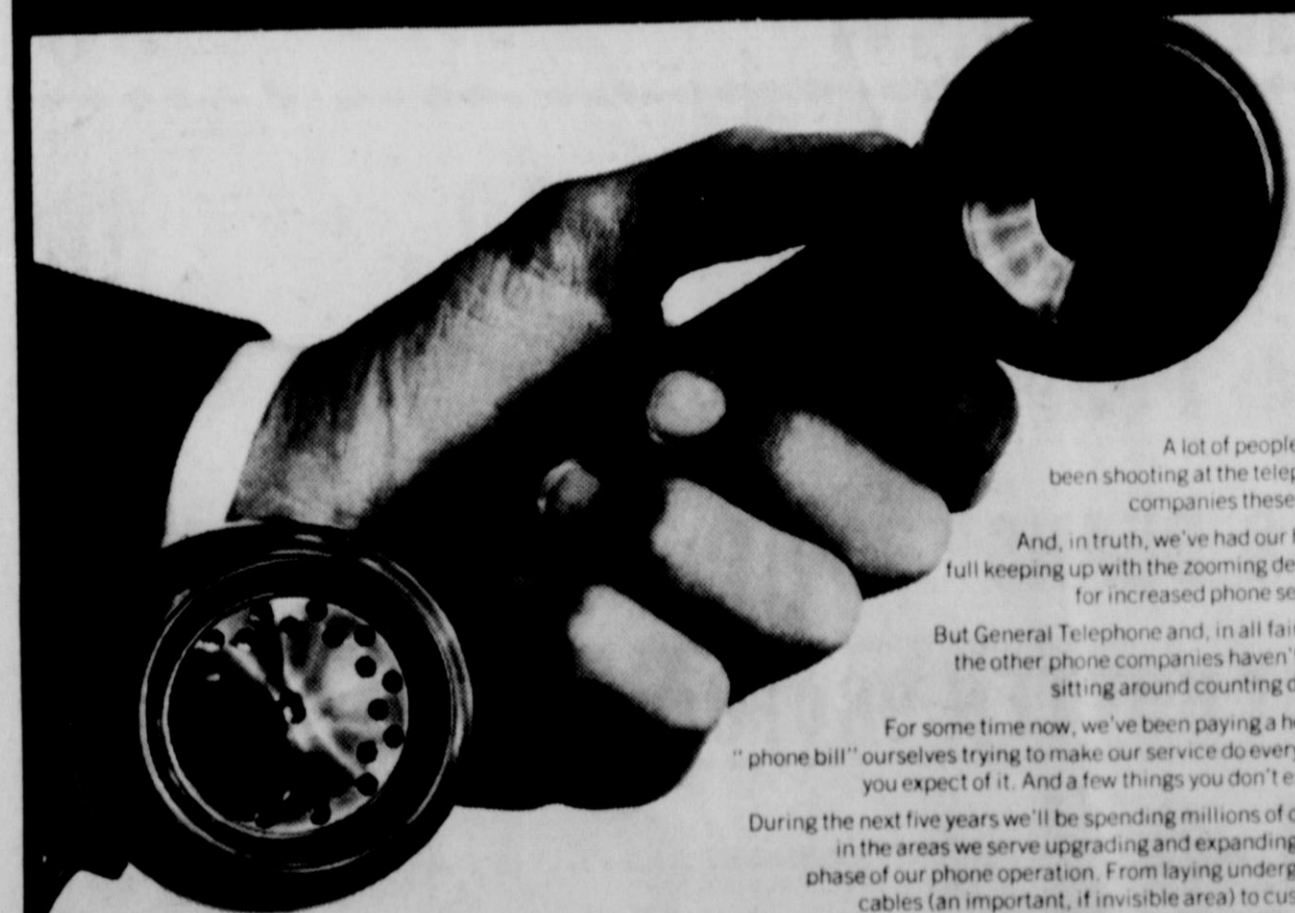 A lot of people
been shooting at the telep
companies these
And, in truth, we've had our h
full keeping up with the zooming de
for increased phone se
But General Telephone and, in all fair
the other phone companies haven't
sitting around counting d
For some time now, we've been paying a he
"phone bill" ourselves trying to make our service do every
you expect of it. And a few things you don't e
During the next five years we'll be spending millions of d
in the areas we serve upgrading and expanding
phase of our phone operation. From laying underg
cables (an important, if invisible area) to cus